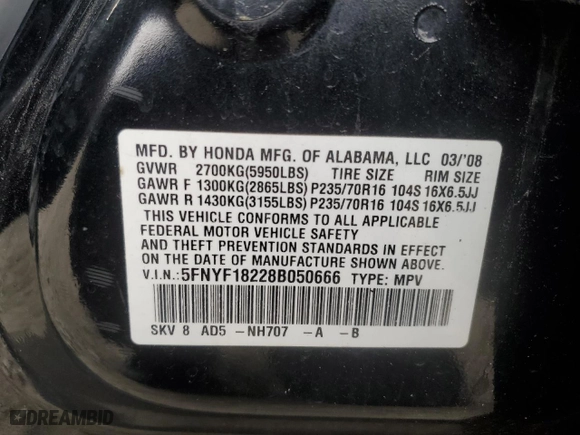 MFD. BY HONDA MFG. OF ALABAMA, LLC 03/'08
GVWR 2700KG(5950LBS) TIRE SIZE RIM SIZE
GAWR F 1300KG(2865LBS) P235/70R16 104S 16X6.5JJ
GAWR R 1430KG(3155LBS) P235/70R16 104S 16X6.5JJ
THIS VEHICLE CONFORMS TO ALL APPLICABLE
FEDERAL MOTOR VEHICLE SAFETY
AND THEFT PREVENTION STANDARDS IN EFFECT
ON THE DATE OF MANUFACTURE SHOWN ABOVE.
V.I.N.:5FNYF18228B050666 TYPE: MPV
SKV 8 AD5 -NH707 -A -B
DREAMBID